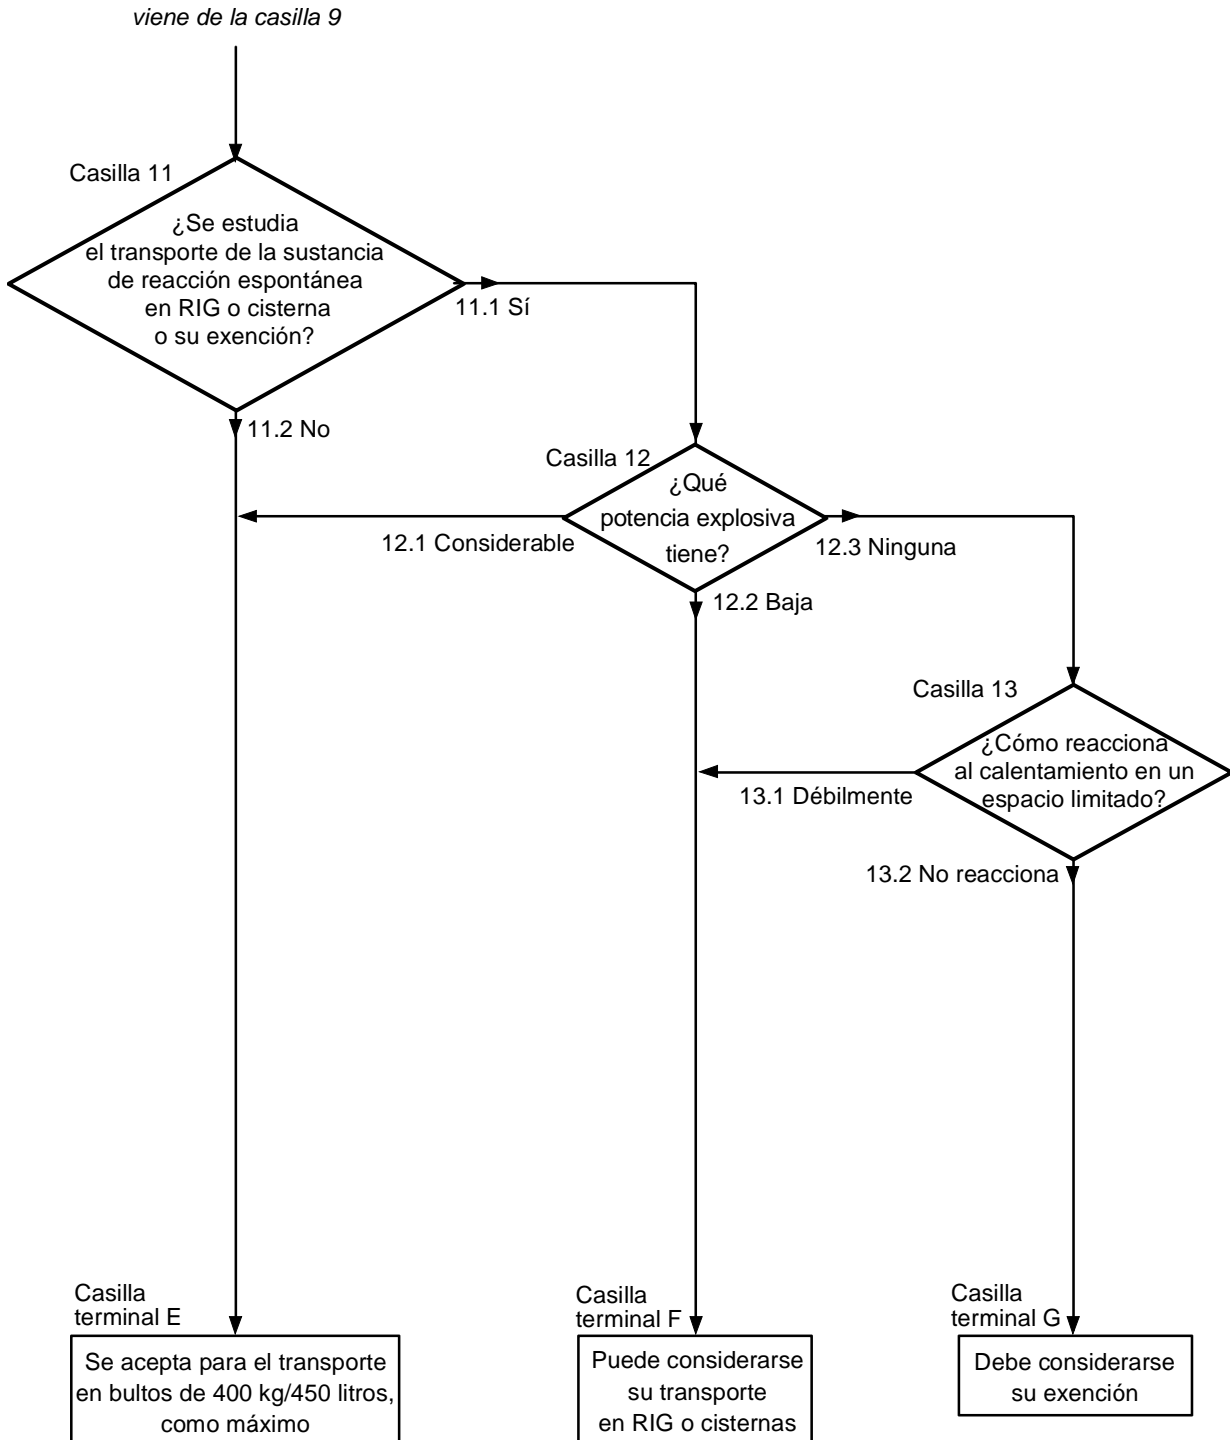 viene de la casilla 9
Casilla 11
¿Se estudia
el transporte de la sustancia
de reacción espontánea
en RIG o cisterna
o su exención?
11.1 Sí
11.2 No
Casilla 12
¿Qué
potencia explosiva
tiene?
12.1 Considerable
12.3 Ninguna
12.2 Baja
Casilla 13
¿Cómo reacciona
al calentamiento en un
espacio limitado?
13.1 Débilmente
13.2 No reacciona
Casilla
terminal E
Se acepta para el transporte
en bultos de 400 kg/450 litros,
como máximo
Casilla
terminal F
Puede considerarse
su transporte
en RIG o cisternas
Casilla
terminal G
Debe considerarse
su exención